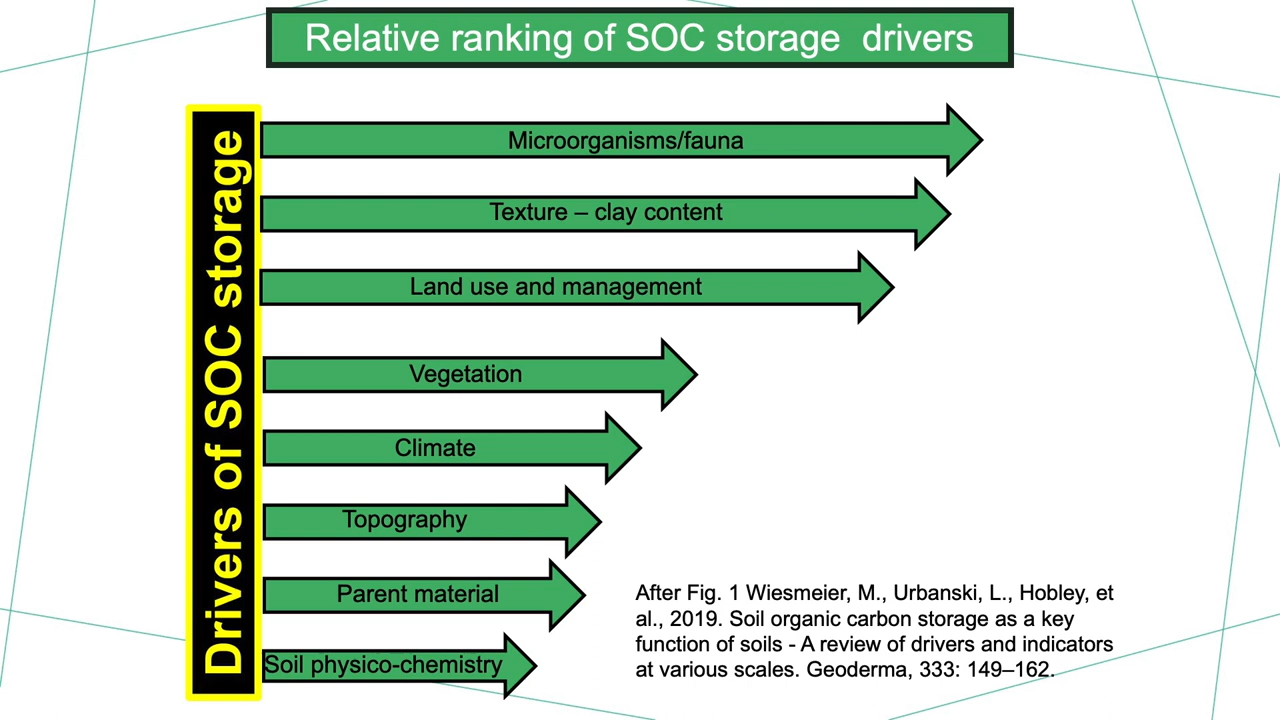 Relative ranking of SOC storage  drivers
Drivers of SOC storage
Microorganisms/fauna
Texture – clay content
Land use and management
Vegetation
Climate
Topography
Parent material
Soil physico-chemistry
After Fig. 1 Wiesmeier, M., Urbanski, L., Hobley, et
al., 2019. Soil organic carbon storage as a key
function of soils - A review of drivers and indicators
at various scales. Geoderma, 333: 149–162.